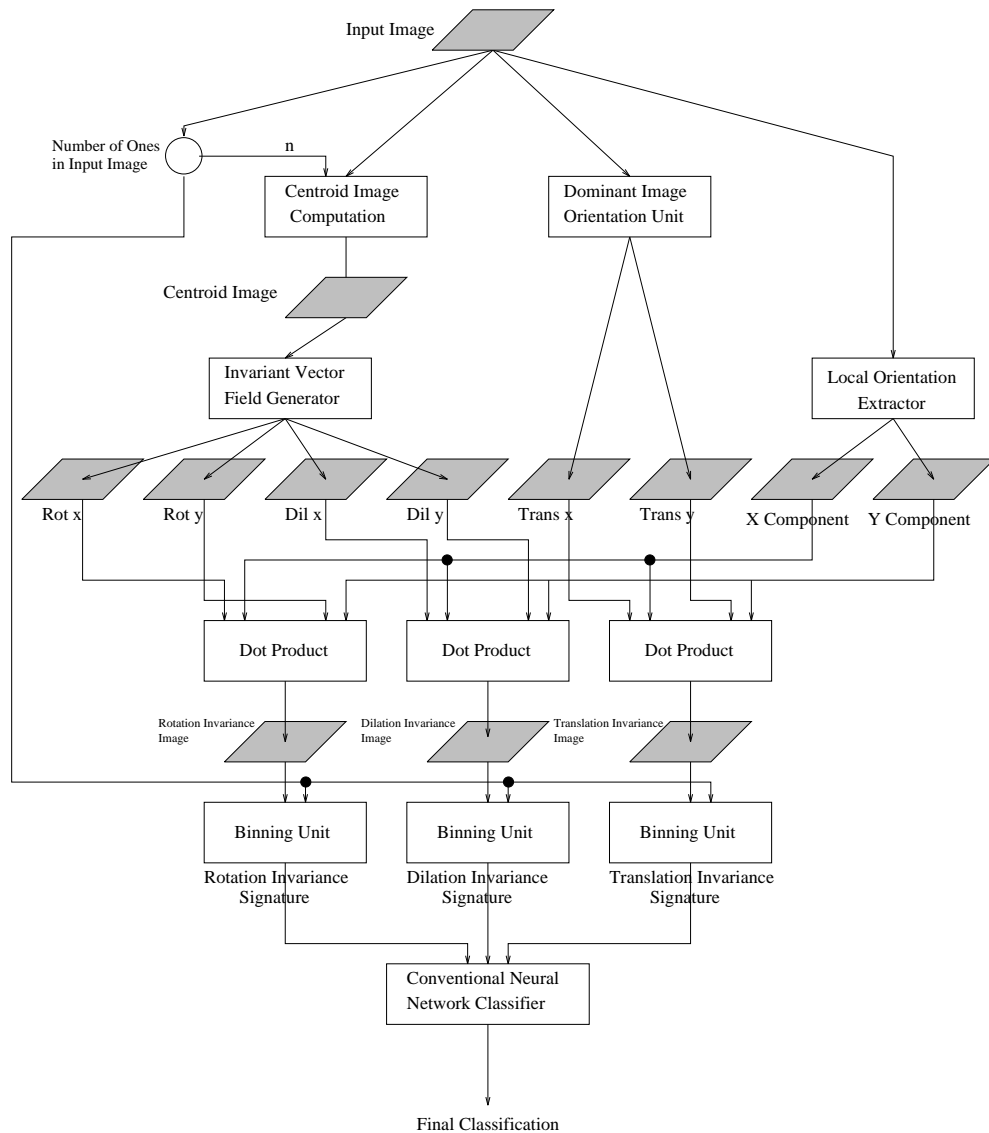 Input Image
Number of Ones
in Input Image
n
Centroid Image
Computation
Dominant Image
Orientation Unit
Centroid Image
Invariant Vector
Field Generator
Local Orientation
Extractor
Rot x
Rot y
Dil x
Dil y
Trans x
Trans y
X Component
Y Component
Dot Product
Dot Product
Dot Product
Rotation Invariance
Image
Dilation Invariance
Image
Translation Invariance
Image
Binning Unit
Binning Unit
Binning Unit
Rotation Invariance
Signature
Dilation Invariance
Signature
Translation Invariance
Signature
Conventional Neural
Network Classifier
Final Classification